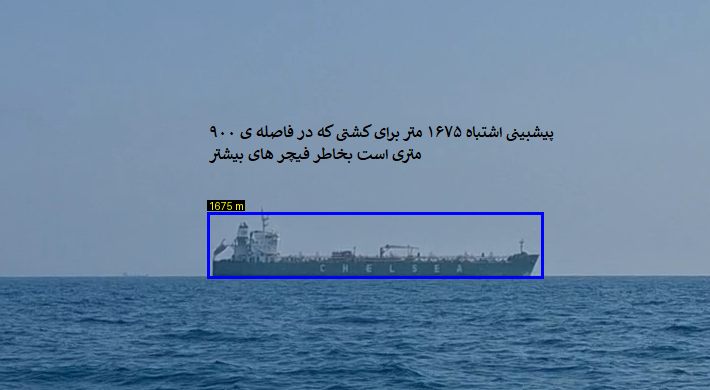 پیشبینی اشتباه ۱۶۷۵ متر برای کشتی که در فاصله ی ۹۰۰
متری است بخاطر فیچر های بیشتر
1675 m
CHELSEA